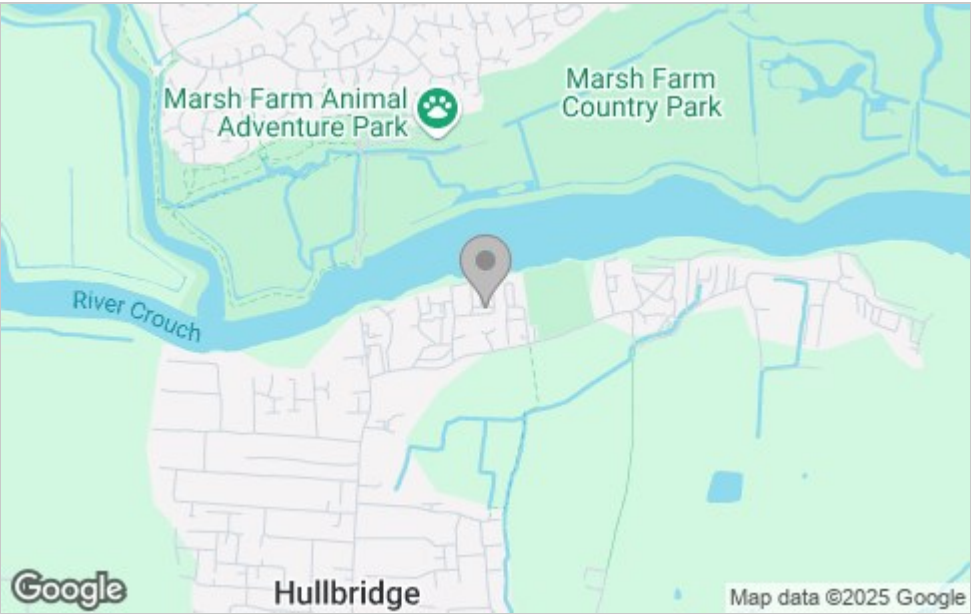 Marsh Farm Animal
Adventure Park
Marsh Farm
Country Park
River Crouch
Hullbridge
Google
Map data ©2025 Google